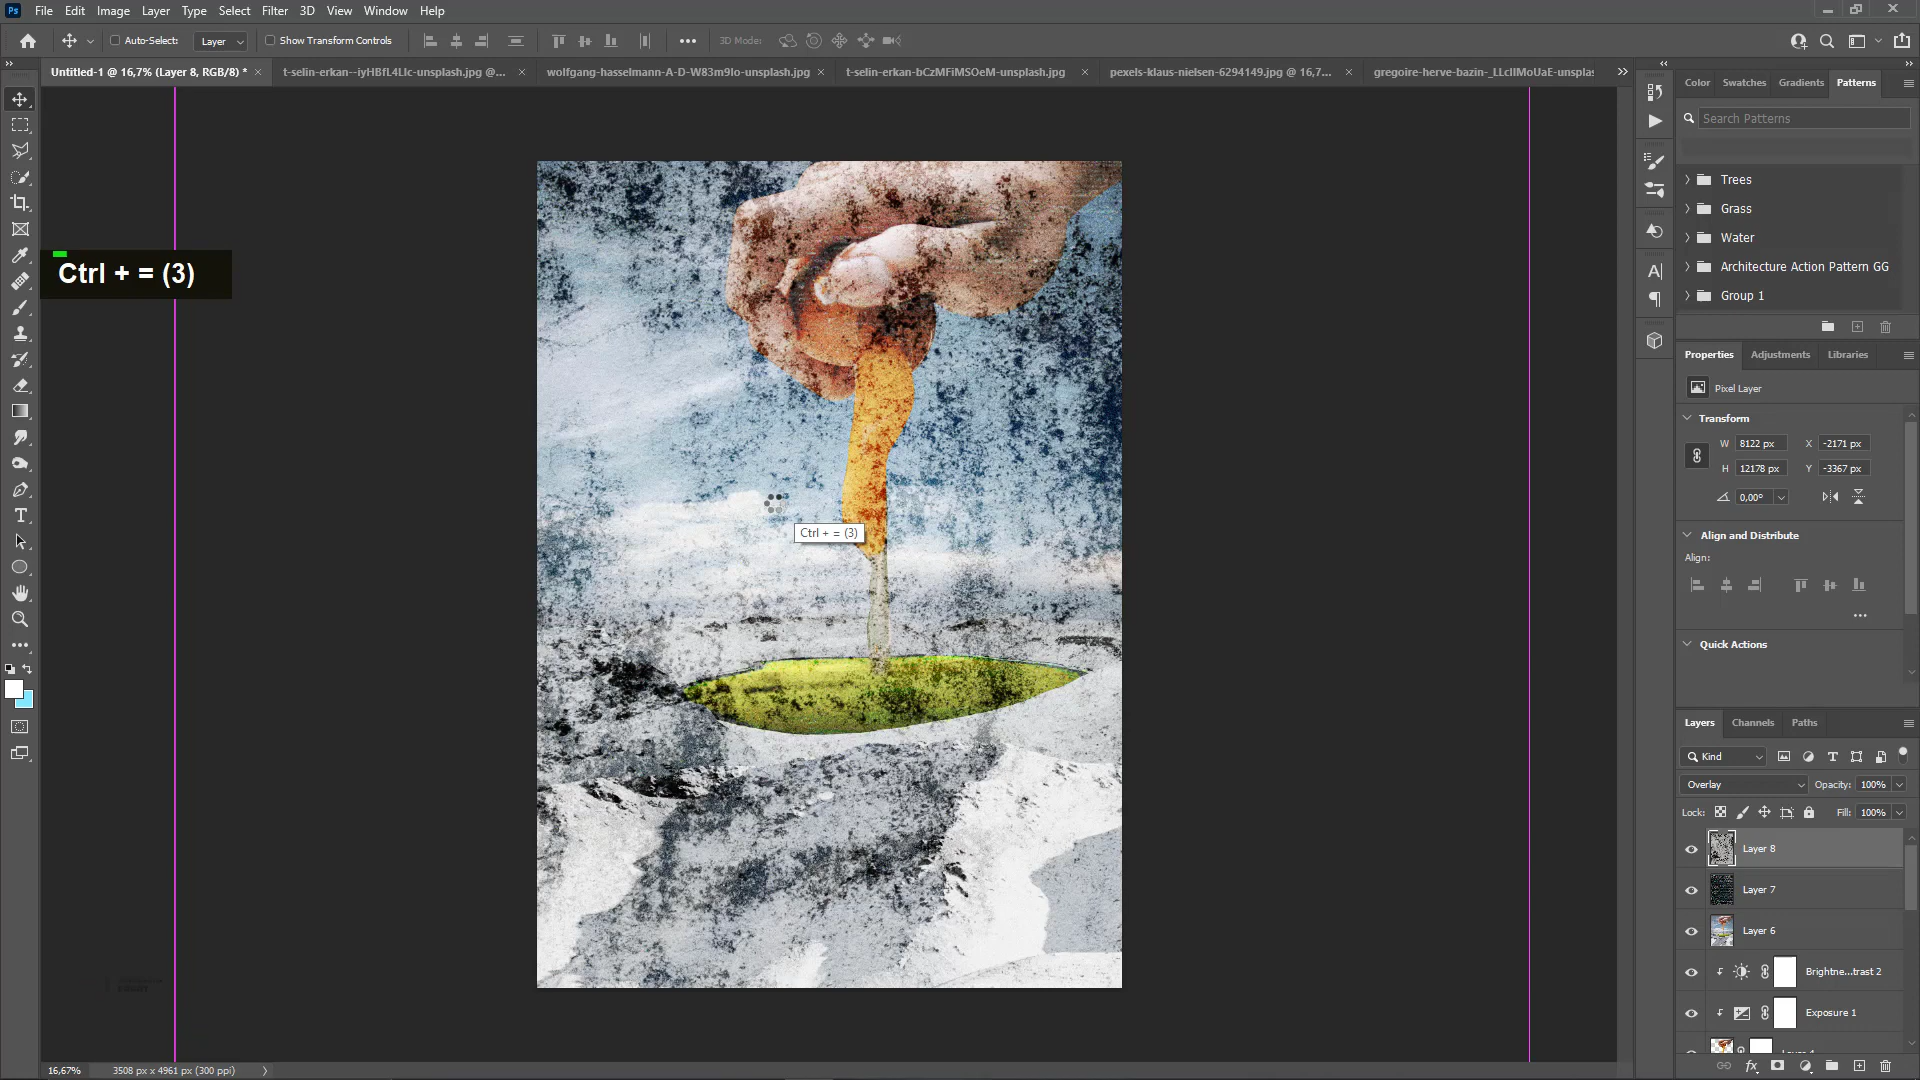 Ps File Edit Image Layer Type Select Filter 3D View Window Help
Auto-Select: Layer Show Transform Controls 3D Mode:
Untitled-1 @ 16,7% (Layer 8, RGB/8) * t-selin-erkan--iyHBfL4Llc-unsplash.jpg @... wolfgang-hasselmann-A-D-W83m9Io-unsplash.jpg t-selin-erkan-bCzMFiMSOeM-unsplash.jpg pexels-klaus-nielsen-6294149.jpg @ 16,7... gregoire-herve-bazin-_LLcIIMoUaE-unsplas
Color Swatches Gradients Patterns
Search Patterns
Trees
Grass
Water
Architecture Action Pattern GG
Group 1
Ctrl + = (3)
Ctrl + = (3)
Properties Adjustments Libraries
Pixel Layer
Transform
W 8122 px X -2171 px
H 12178 px Y -3367 px
0,00°
Align and Distribute
Align:
Quick Actions
Layers Channels Paths
Kind
Overlay Opacity: 100%
Lock: Fill: 100%
Layer 8
Layer 7
Layer 6
Brightne...trast 2
Exposure 1
16,67% 3508 px x 4961 px (300 ppi)